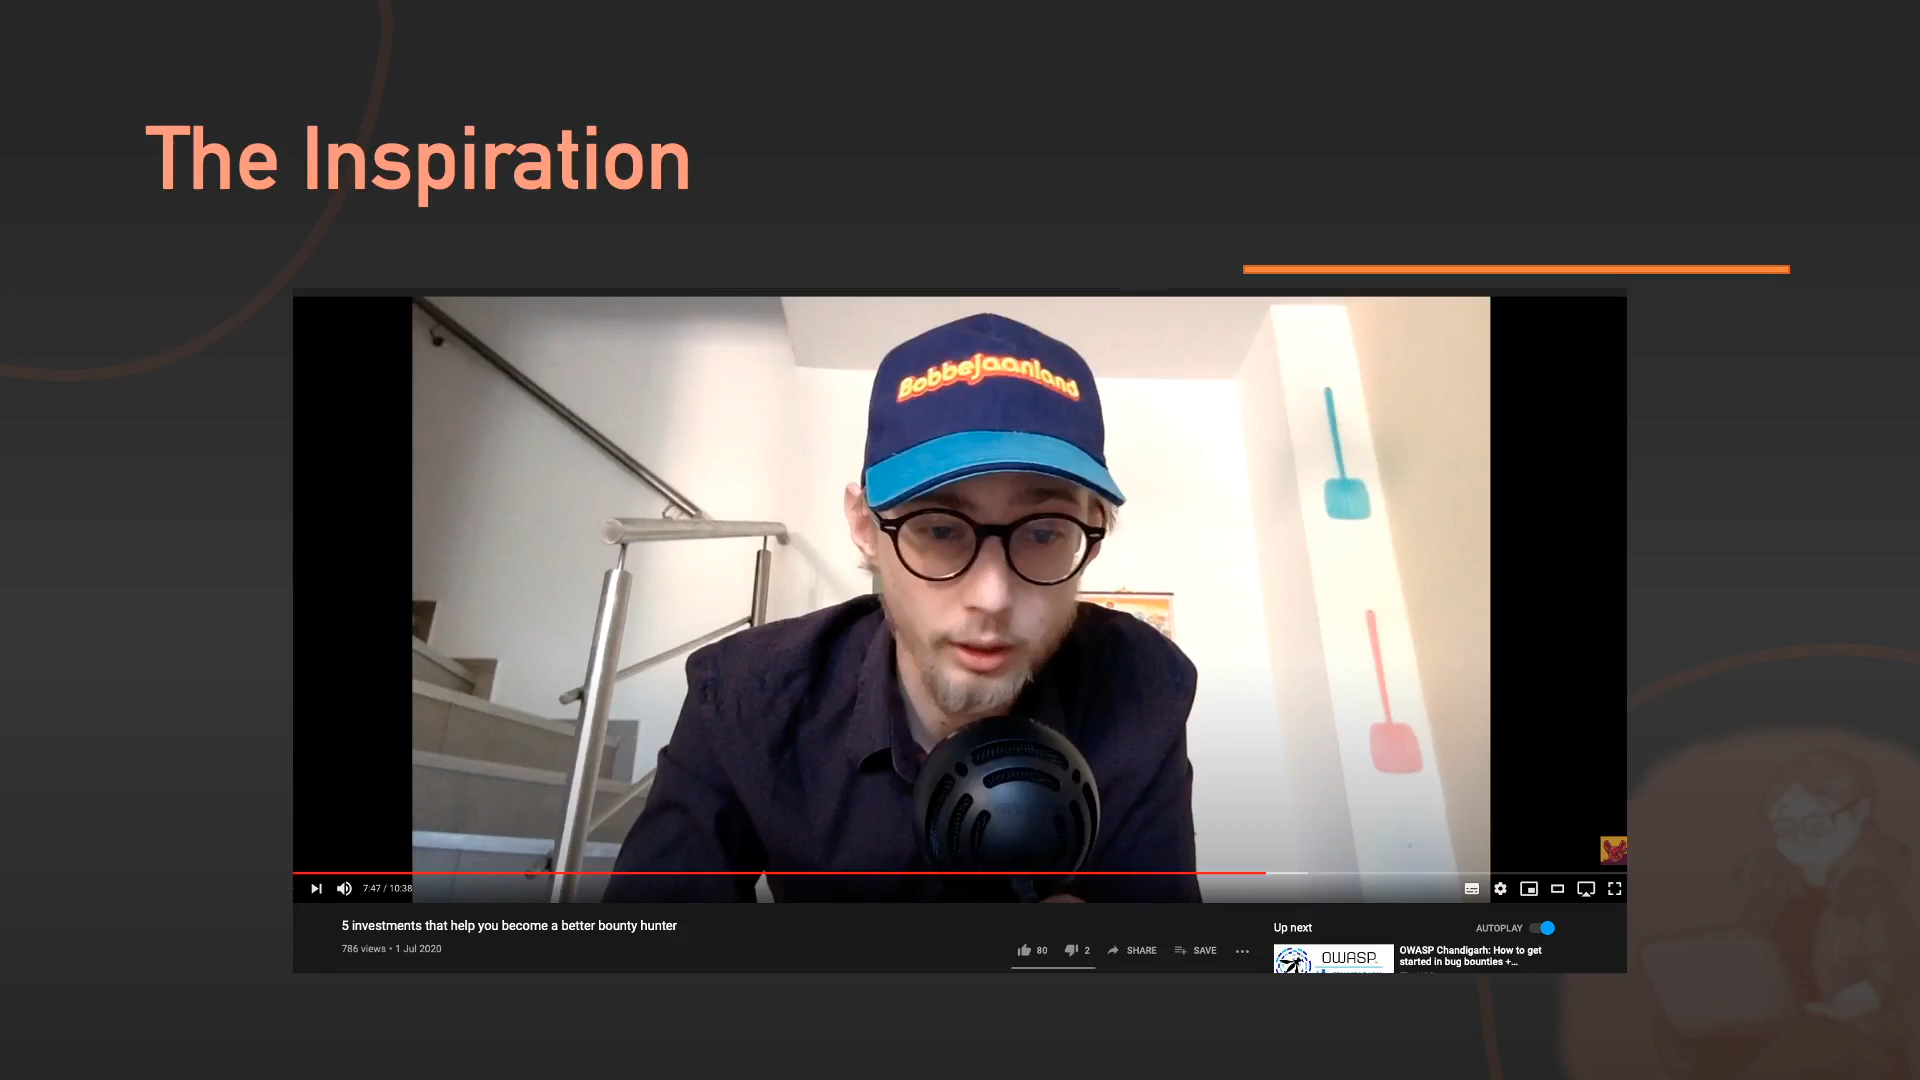 The Inspiration
Bobbejaanland
7:47 / 10:38
5 investments that help you become a better bounty hunter
786 views • 1 Jul 2020
80
2
SHARE
SAVE
Up next
AUTOPLAY
OWASP
OWASP Chandigarh: How to get
started in bug bounties +...